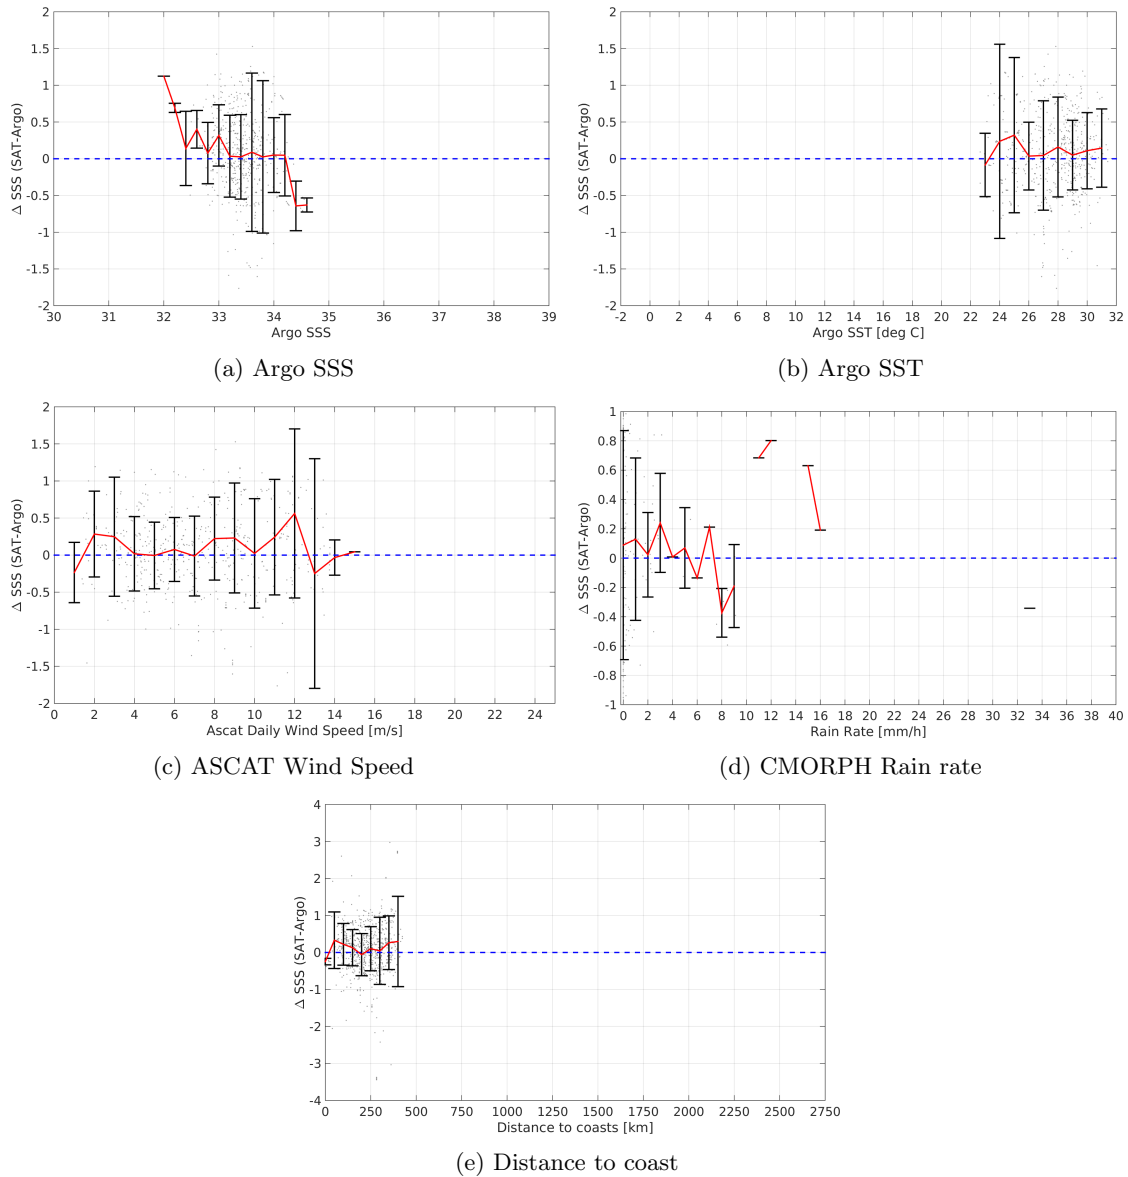 2
1.5
1
0.5
0
-0.5
-1
-1.5
-2
Δ SSS (SAT-Argo)
30 31 32 33 34 35 36 37 38 39
Argo SSS
(a) Argo SSS
2
1.5
1
0.5
0
-0.5
-1
-1.5
-2
Δ SSS (SAT-Argo)
-2 0 2 4 6 8 10 12 14 16 18 20 22 24 26 28 30 32
Argo SST [deg C]
(b) Argo SST
2
1.5
1
0.5
0
-0.5
-1
-1.5
-2
Δ SSS (SAT-Argo)
0 2 4 6 8 10 12 14 16 18 20 22 24
Ascat Daily Wind Speed [m/s]
(c) ASCAT Wind Speed
1
0.8
0.6
0.4
0.2
0
-0.2
-0.4
-0.6
-0.8
-1
Δ SSS (SAT-Argo)
0 2 4 6 8 10 12 14 16 18 20 22 24 26 28 30 32 34 36 38 40
Rain Rate [mm/h]
(d) CMORPH Rain rate
4
3
2
1
0
-1
-2
-3
-4
Δ SSS (SAT-Argo)
0 250 500 750 1000 1250 1500 1750 2000 2250 2500 2750
Distance to coasts [km]
(e) Distance to coast